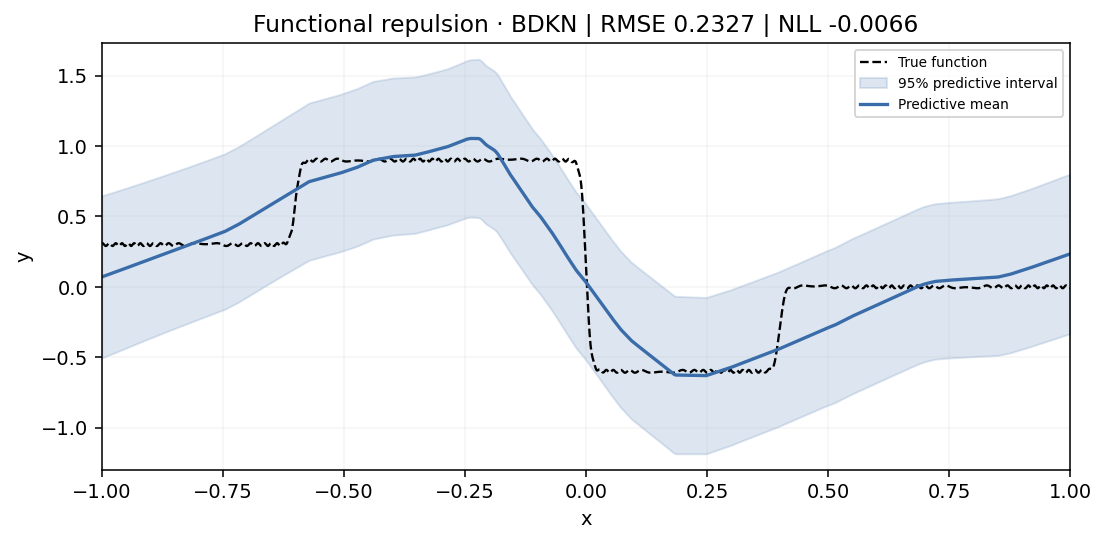 Functional repulsion · BDKN | RMSE 0.2327 | NLL -0.0066
True function
95% predictive interval
Predictive mean
1.5
1.0
0.5
0.0
−0.5
−1.0
y
−1.00 −0.75 −0.50 −0.25 0.00 0.25 0.50 0.75 1.00
x